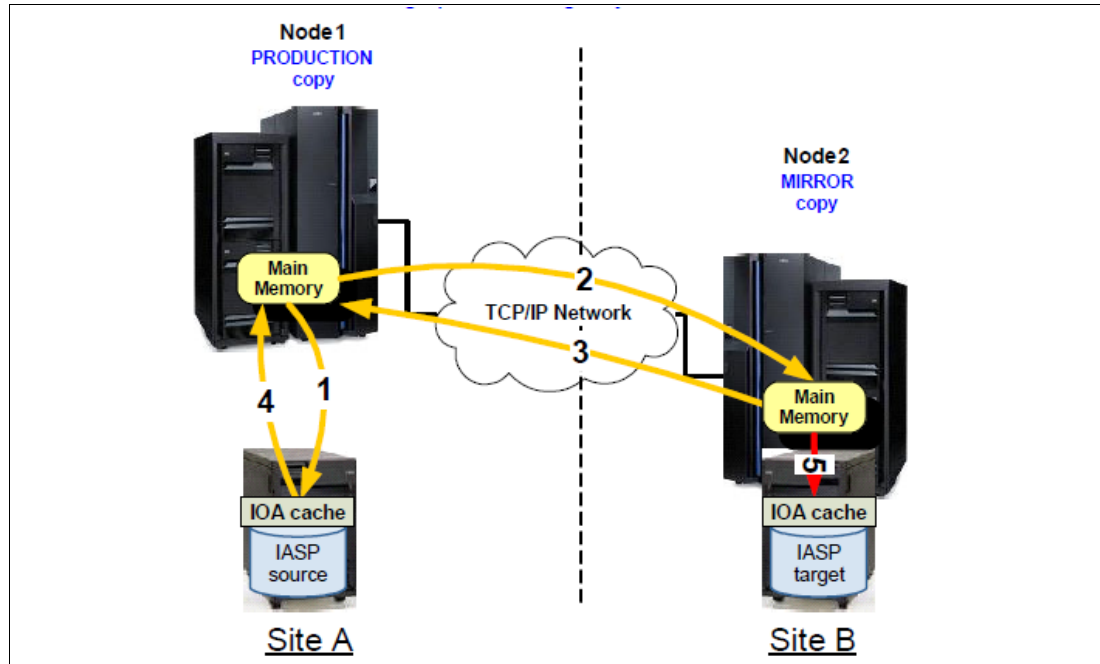 Node1
PRODUCTION
copy
Node2
MIRROR
copy
Main
Memory
2
TCP/IP Network
3
4
1
Main
Memory
5
IOA cache
IASP
source
IOA cache
IASP
target
Site A
Site B